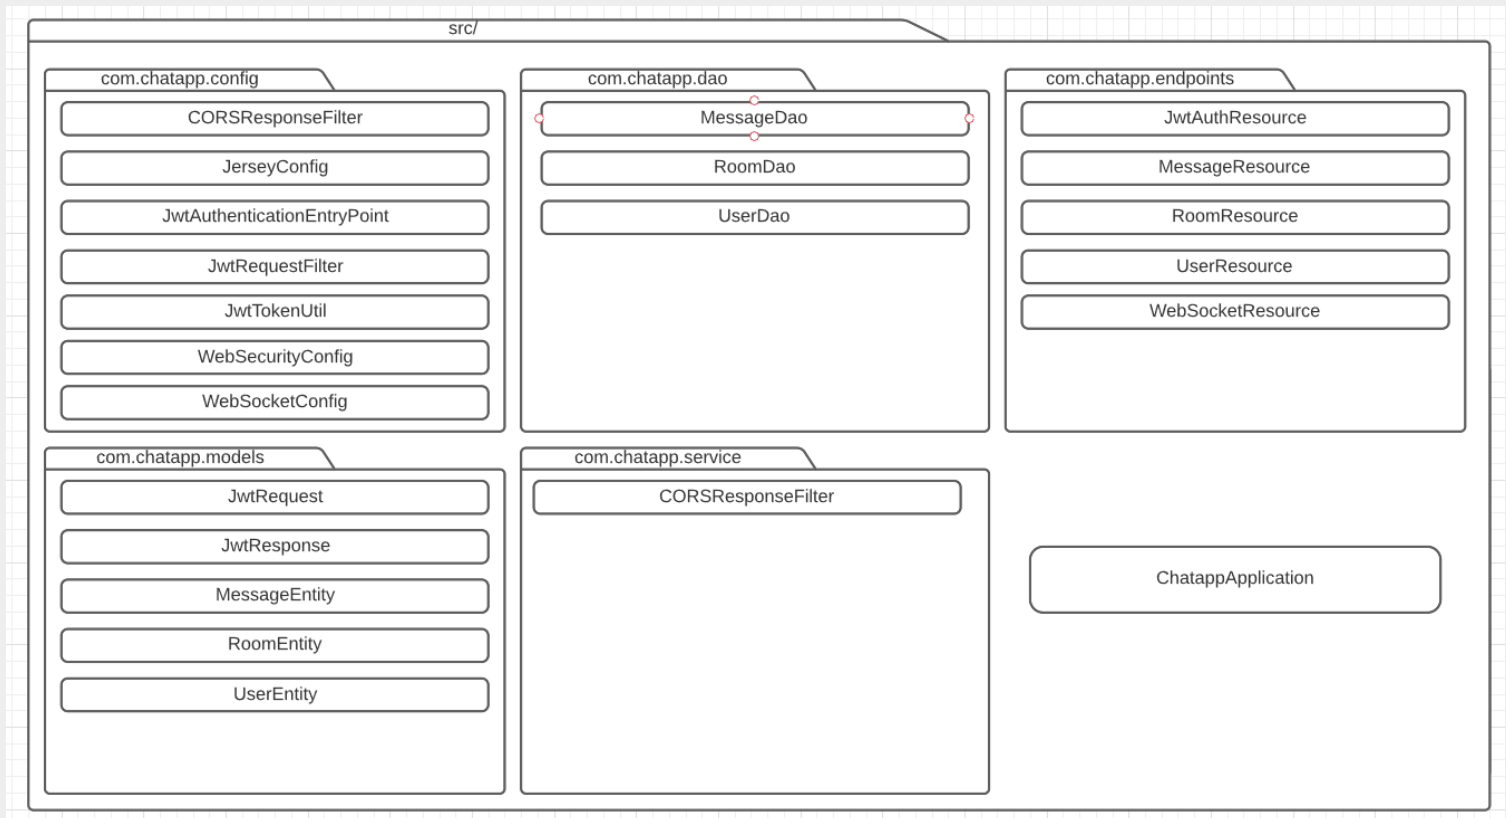 src/
com.chatapp.config
CORSResponseFilter
JerseyConfig
JwtAuthenticationEntryPoint
JwtRequestFilter
JwtTokenUtil
WebSecurityConfig
WebSocketConfig
com.chatapp.dao
MessageDao
RoomDao
UserDao
com.chatapp.endpoints
JwtAuthResource
MessageResource
RoomResource
UserResource
WebSocketResource
com.chatapp.models
JwtRequest
JwtResponse
MessageEntity
RoomEntity
UserEntity
com.chatapp.service
CORSResponseFilter
ChatappApplication